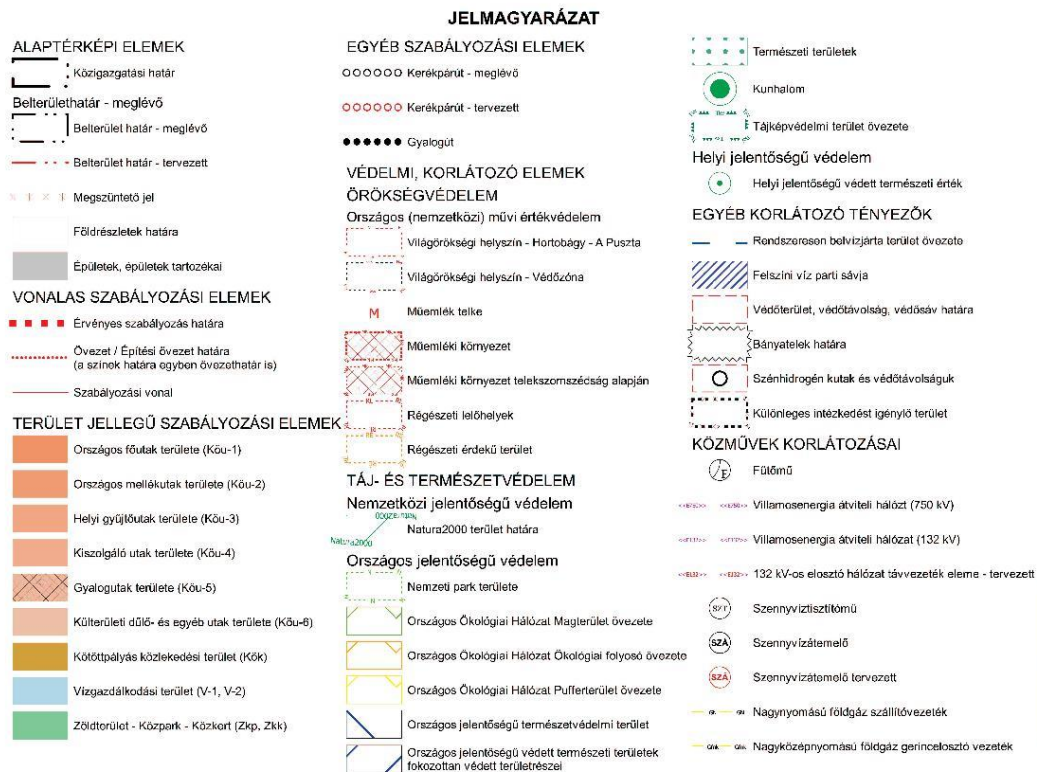 JELMAGYARÁZAT
ALAPTÉRKÉPI ELEMEK
Közigazgatási határ
Belterülethatár - meglévő
Belterület határ - meglévő
Belterület határ - tervezett
Megszüntető jel
Földrészletek határa
Épületek, épületek tartozékai
VONALAS SZABÁLYOZÁSI ELEMEK
Érvényes szabályozás határa
Övezet / Építési övezet határa
(a színek határa egyben övezethatár is)
Szabályozási vonal
TERÜLET JELLEGŰ SZABÁLYOZÁSI ELEMEK
Országos főutak területe (Köu-1)
Országos mellékutak területe (Köu-2)
Helyi gyűjtőutak területe (Köu-3)
Kiszolgáló utak területe (Köu-4)
Gyalogutak területe (Köu-5)
Külterületi dűlő- és egyéb utak területe (Köu-6)
Kötöttpályás közlekedési terület (Kök)
Vízgazdálkodási terület (V-1, V-2)
Zöldterület - Közpark - Közkert (Zkp, Zkk)
EGYÉB SZABÁLYOZÁSI ELEMEK
Kerékpárút - meglévő
Kerékpárút - tervezett
Gyalogút
VÉDELMI, KORLÁTOZÓ ELEMEK
ÖRÖKSÉGVÉDELEM
Országos (nemzetközi) művi értékvédelem
Világörökségi helyszín - Hortobágy - A Puszta
Világörökségi helyszín - Védőzóna
M Műemlék telke
Műemléki környezet
Műemléki környezet telekszomszédság alapján
Régészeti lelőhelyek
Régészeti érdekű terület
TÁJ- ÉS TERMÉSZETVÉDELEM
Nemzetközi jelentőségű védelem
Natura2000
Natura2000 Natura2000 terület határa
Országos jelentőségű védelem
Nemzeti park területe
Országos Ökológiai Hálózat Magterület övezete
Országos Ökológiai Hálózat Ökológiai folyosó övezete
Országos Ökológiai Hálózat Pufferterület övezete
Országos jelentőségű természetvédelmi terület
Országos jelentőségű védett természeti területek
fokozottan védett területrészei
Természeti területek
Kunhalom
Tájképvédelmi terület övezete
Helyi jelentőségű védelem
Helyi jelentőségű védett természeti érték
EGYÉB KORLÁTOZÓ TÉNYEZŐK
Rendszeresen belvízjárta terület övezete
Felszíni víz parti sávja
Védőterület, védőtávolság, védősáv határa
Bányatelek határa
Szénhidrogén kutak és védőtávolságuk
Különleges intézkedést igénylő terület
KÖZMŰVEK KORLÁTOZÁSAI
Fűtőmű
Villamosenergia átviteli hálózt (750 kV)
Villamosenergia átviteli hálózat (132 kV)
132 kV-os elosztó hálózat távvezeték eleme - tervezett
SZT Szennyvíztisztítómű
SZÁ Szennyvízátemelő
SZÁ Szennyvízátemelő tervezett
Nagynyomású földgáz szállítóvezeték
Nagyközépnyomású földgáz gerincelosztó vezeték